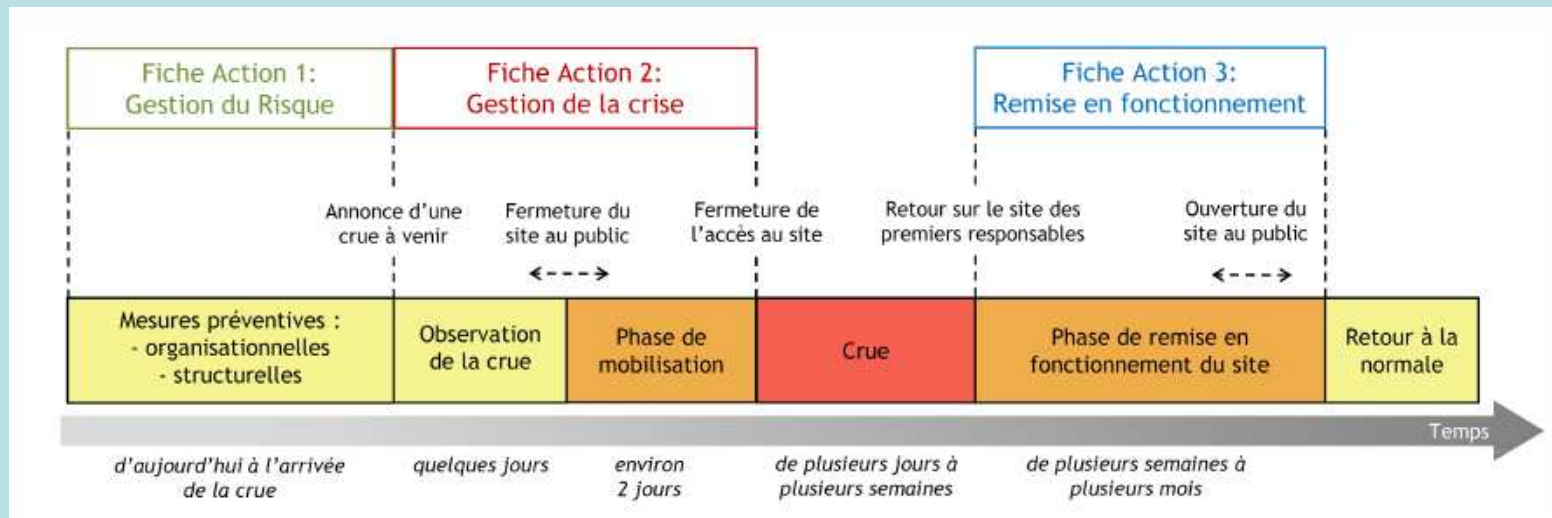 Fiche Action 1:
Gestion du Risque
Fiche Action 2:
Gestion de la crise
Fiche Action 3:
Remise en fonctionnement
Annonce d'une
crue à venir
Fermeture du
site au public
Fermeture de
l'accès au site
Retour sur le site des
premiers responsables
Ouverture du
site au public
Mesures préventives :
- organisationnelles
- structurelles
Observation
de la crue
Phase de
mobilisation
Crue
Phase de remise en
fonctionnement du site
Retour à la
normale
Temps
d'aujourd'hui à l'arrivée
de la crue
quelques jours
environ
2 jours
de plusieurs jours à
plusieurs semaines
de plusieurs semaines à
plusieurs mois